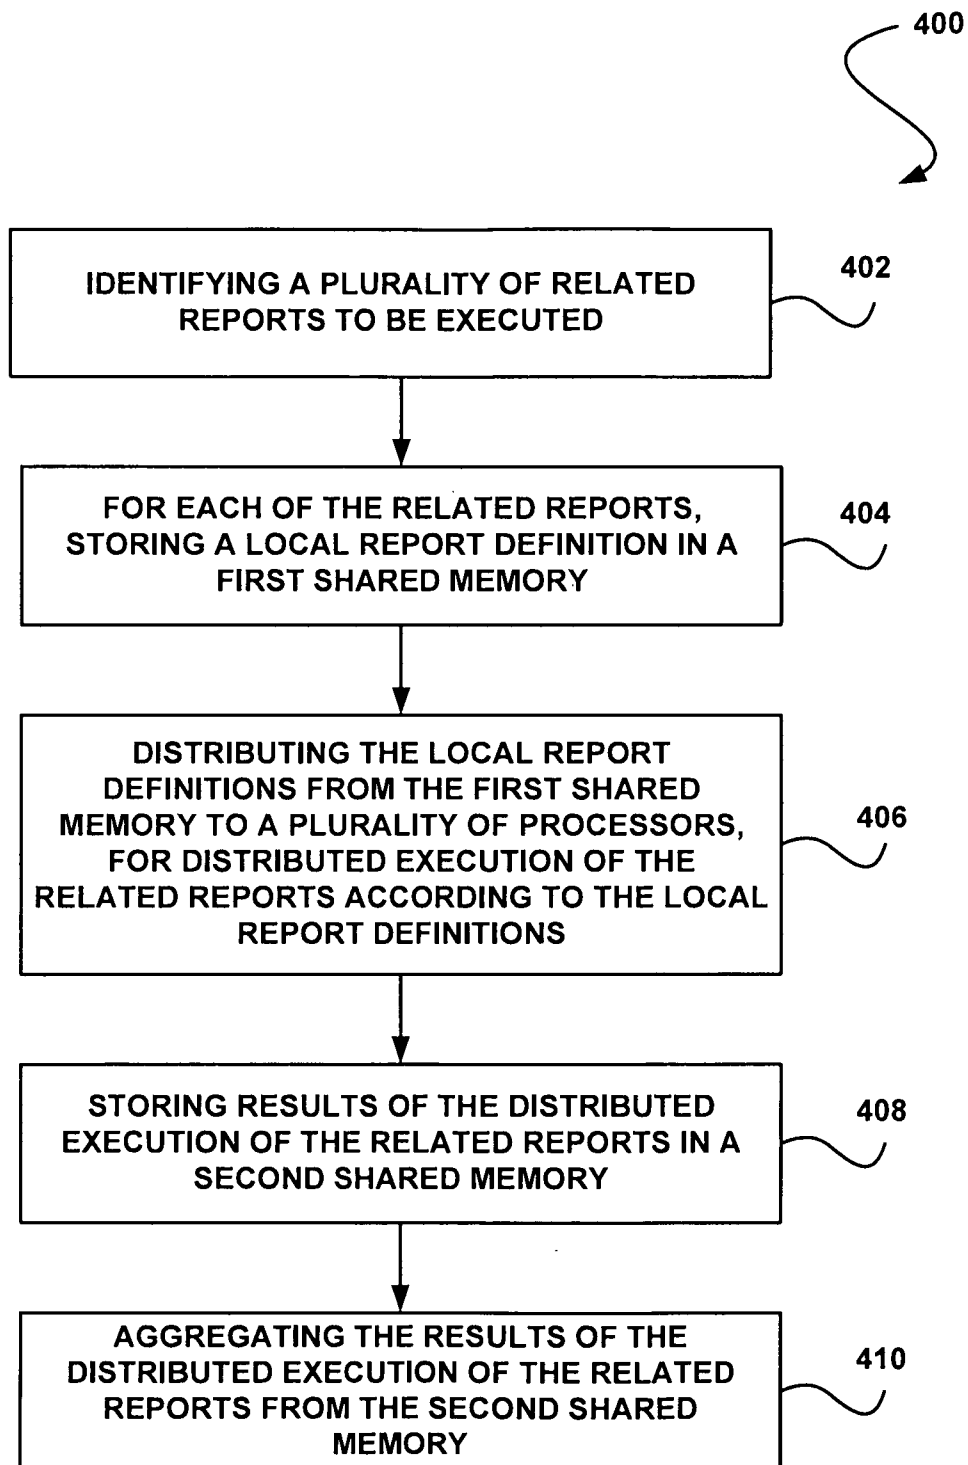 400
IDENTIFYING A PLURALITY OF RELATED
REPORTS TO BE EXECUTED
402
FOR EACH OF THE RELATED REPORTS,
STORING A LOCAL REPORT DEFINITION IN A
FIRST SHARED MEMORY
404
DISTRIBUTING THE LOCAL REPORT
DEFINITIONS FROM THE FIRST SHARED
MEMORY TO A PLURALITY OF PROCESSORS,
FOR DISTRIBUTED EXECUTION OF THE
RELATED REPORTS ACCORDING TO THE LOCAL
REPORT DEFINITIONS
406
STORING RESULTS OF THE DISTRIBUTED
EXECUTION OF THE RELATED REPORTS IN A
SECOND SHARED MEMORY
408
AGGREGATING THE RESULTS OF THE
DISTRIBUTED EXECUTION OF THE RELATED
REPORTS FROM THE SECOND SHARED
MEMORY
410